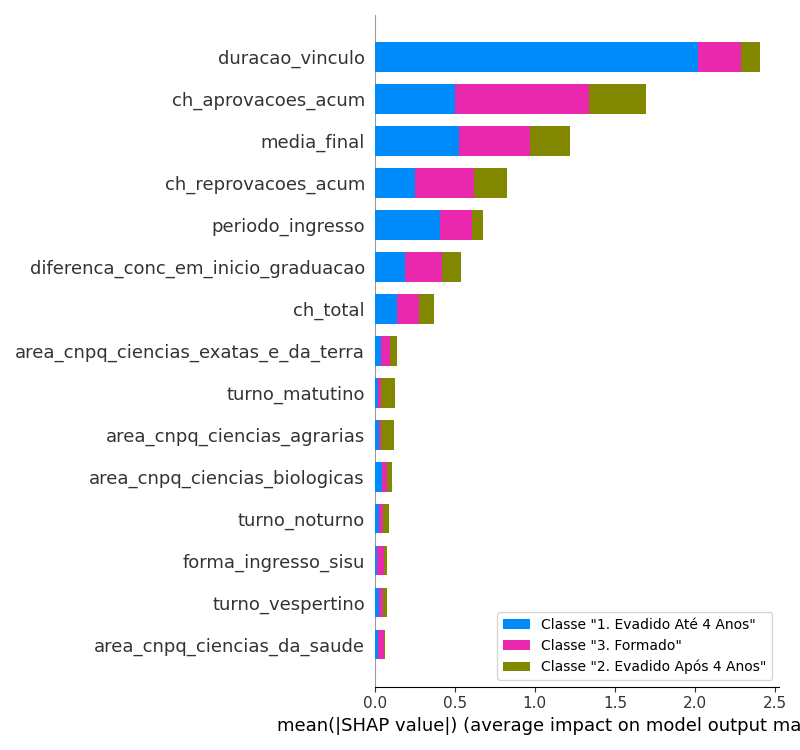 duracao_vinculo
ch_aprovacoes_acum
media_final
ch_reprovacoes_acum
periodo_ingresso
diferenca_conc_em_inicio_graduacao
ch_total
area_cnpq_ciencias_exatas_e_da_terra
turno_matutino
area_cnpq_ciencias_agrarias
area_cnpq_ciencias_biologicas
turno_noturno
forma_ingresso_sisu
turno_vespertino
area_cnpq_ciencias_da_saude
Classe "1. Evadido Até 4 Anos"
Classe "3. Formado"
Classe "2. Evadido Após 4 Anos"
0.0 0.5 1.0 1.5 2.0 2.5
mean(|SHAP value|) (average impact on model output ma